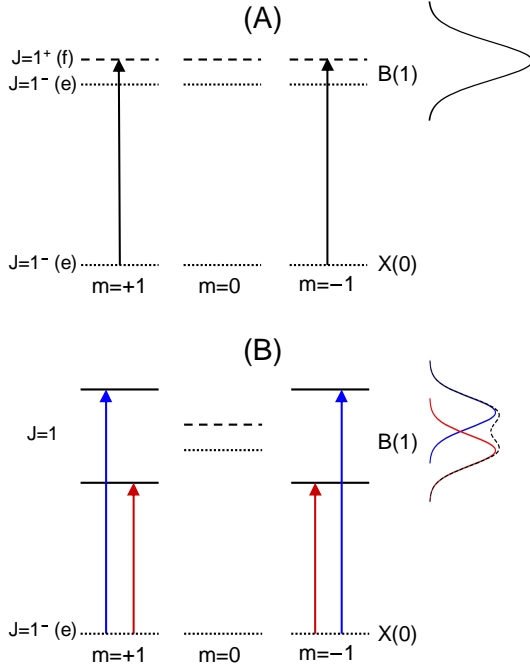 (A)
J=1⁺ (f)
J=1⁻ (e)
B(1)
J=1⁻ (e)
X(0)
m=+1 m=0 m=−1
(B)
J=1
B(1)
J=1⁻ (e)
X(0)
m=+1 m=0 m=−1